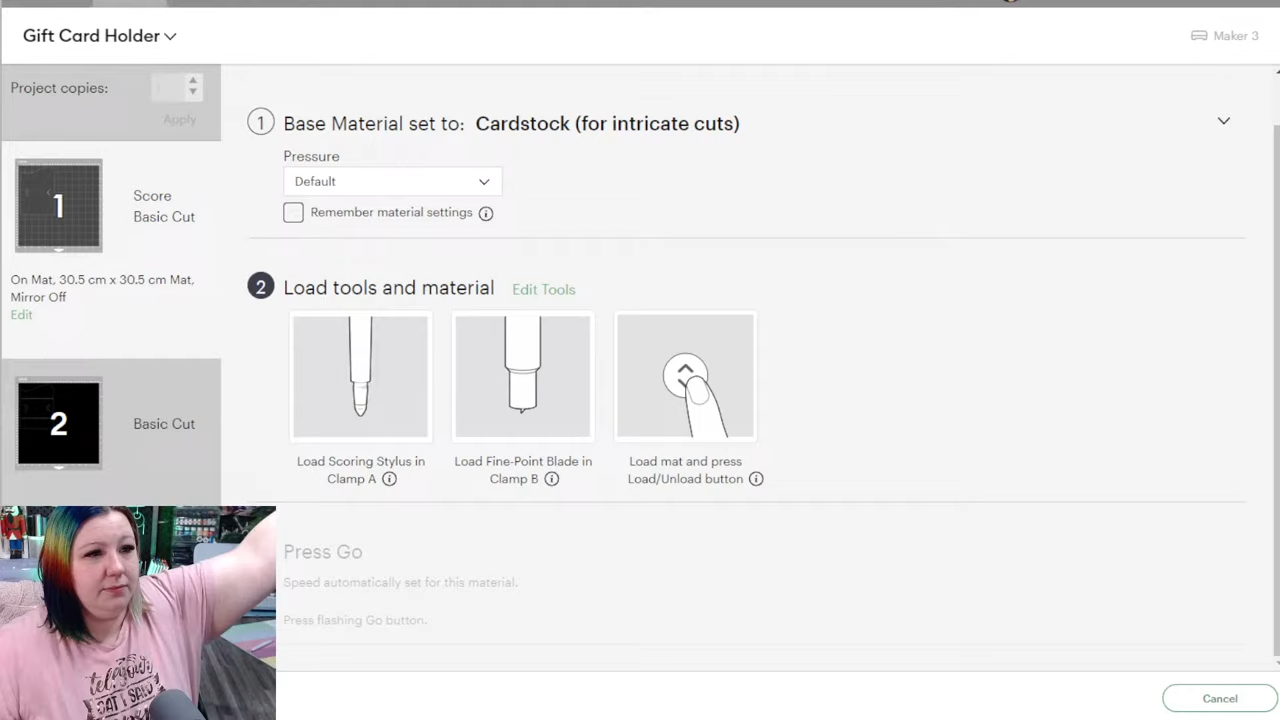 Gift Card Holder
Maker 3
Project copies:
Apply
1
Score
Basic Cut
On Mat, 30.5 cm x 30.5 cm Mat,
Mirror Off
Edit
2
Basic Cut
1 Base Material set to: Cardstock (for intricate cuts)
Pressure
Default
Remember material settings
2 Load tools and material Edit Tools
Load Scoring Stylus in
Clamp A
Load Fine-Point Blade in
Clamp B
Load mat and press
Load/Unload button
Press Go
Speed automatically set for this material.
Press flashing Go button.
Cancel